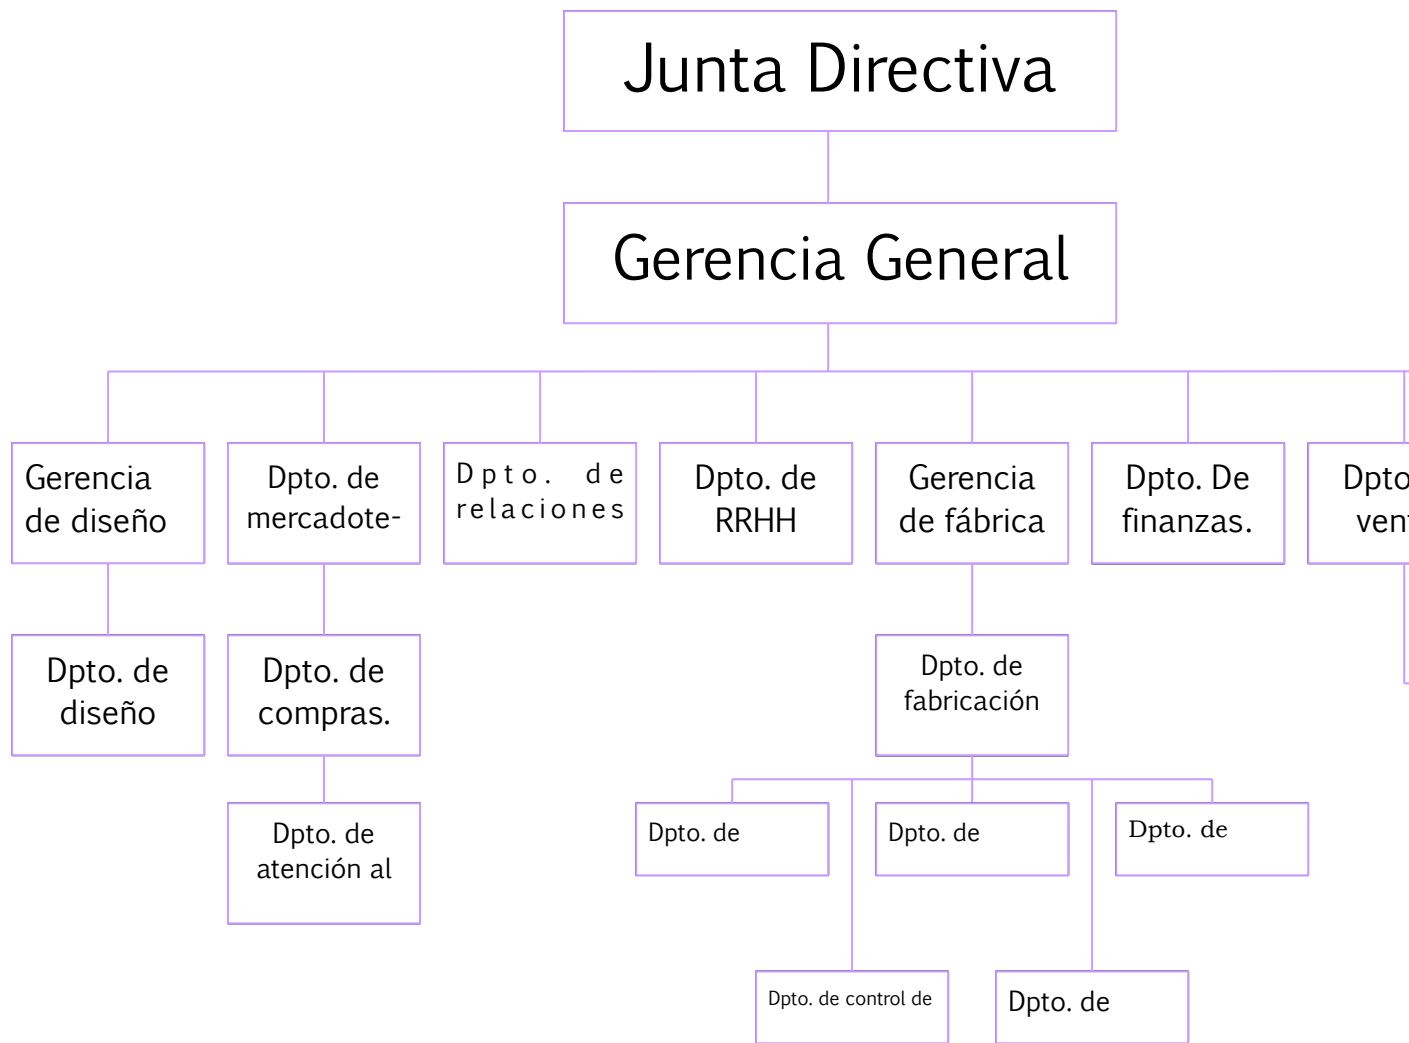 Junta Directiva
Gerencia General
Gerencia
de diseño
Dpto. de
mercadote-
Dpto. de
relaciones
Dpto. de
RRHH
Gerencia
de fábrica
Dpto. De
finanzas.
Dpto
vent
Dpto. de
diseño
Dpto. de
compras.
Dpto. de
fabricación
Dpto. de
atención al
Dpto. de
Dpto. de
Dpto. de
Dpto. de control de
Dpto. de